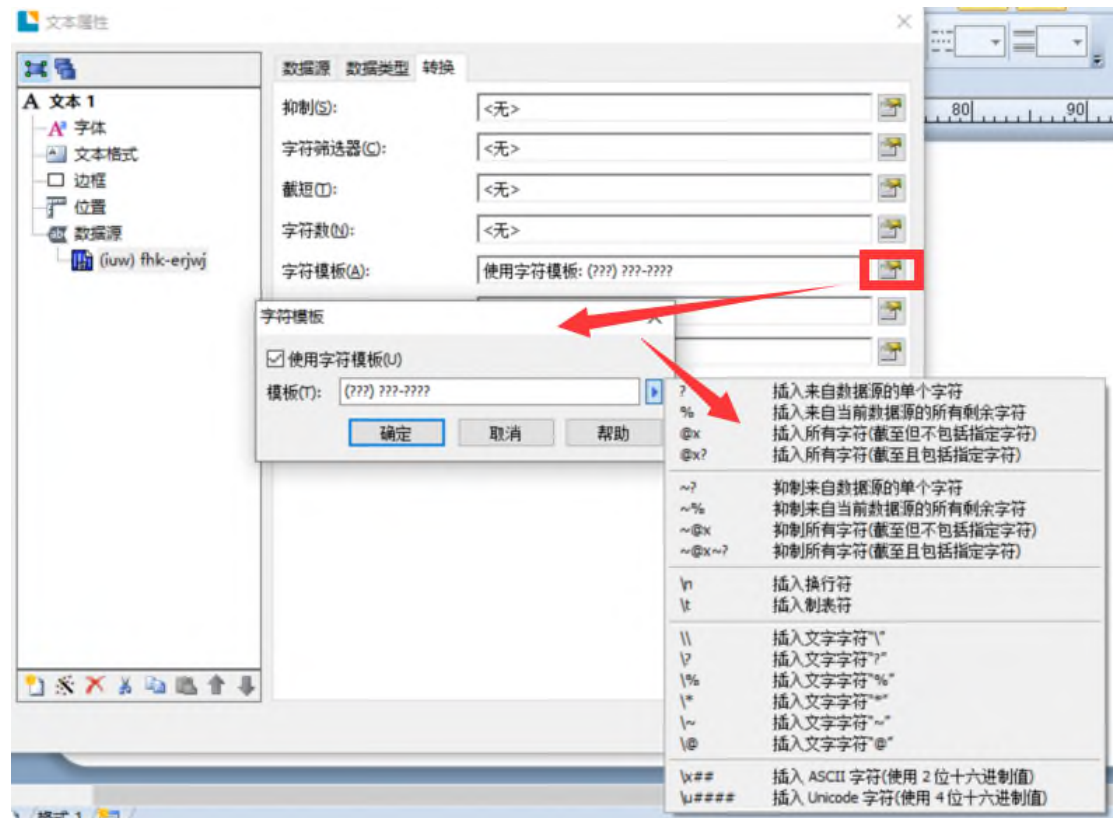 文本属性
80 90
数据源 数据类型 转换
A 文本 1
字体
文本格式
边框
位置
数据源
(iuw) fhk-erjwj
抑制(S): <无>
字符筛选器(C): <无>
截短(T): <无>
字符数(N): <无>
字符模板(A): 使用字符模板: (???) ???-????
字符模板
使用字符模板(U)
模板(T): (???) ???-????
确定 取消 帮助
? 插入来自数据源的单个字符
% 插入来自当前数据源的所有剩余字符
@x 插入所有字符(截至但不包括指定字符)
@x? 插入所有字符(截至且包括指定字符)
~? 抑制来自数据源的单个字符
~% 抑制来自当前数据源的所有剩余字符
~@x 抑制所有字符(截至但不包括指定字符)
~@x~? 抑制所有字符(截至且包括指定字符)
\n 插入换行符
\t 插入制表符
\\ 插入文字字符"\"
\? 插入文字字符"?"
\% 插入文字字符"%"
\* 插入文字字符"*"
\~ 插入文字字符"~"
\@ 插入文字字符"@"
\x## 插入 ASCII 字符(使用 2 位十六进制值)
\u#### 插入 Unicode 字符(使用 4 位十六进制值)